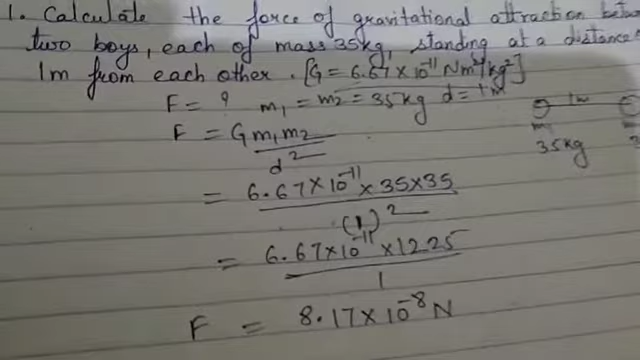 1. Calculate the force of gravitational attraction
two boys, each of mass 35kg, standing at a distance
1m from each other. [G = 6.67 x 10⁻¹¹ Nm²/kg²]
F = ? m₁ = m₂ = 35kg d = 1m 1m
F = G m₁m₂ m₁
d² 35kg
= 6.67 x 10⁻¹¹ x 35 x 35
(1)²
= 6.67 x 10⁻¹¹ x 1225
1
F = 8.17 x 10⁻⁸ N